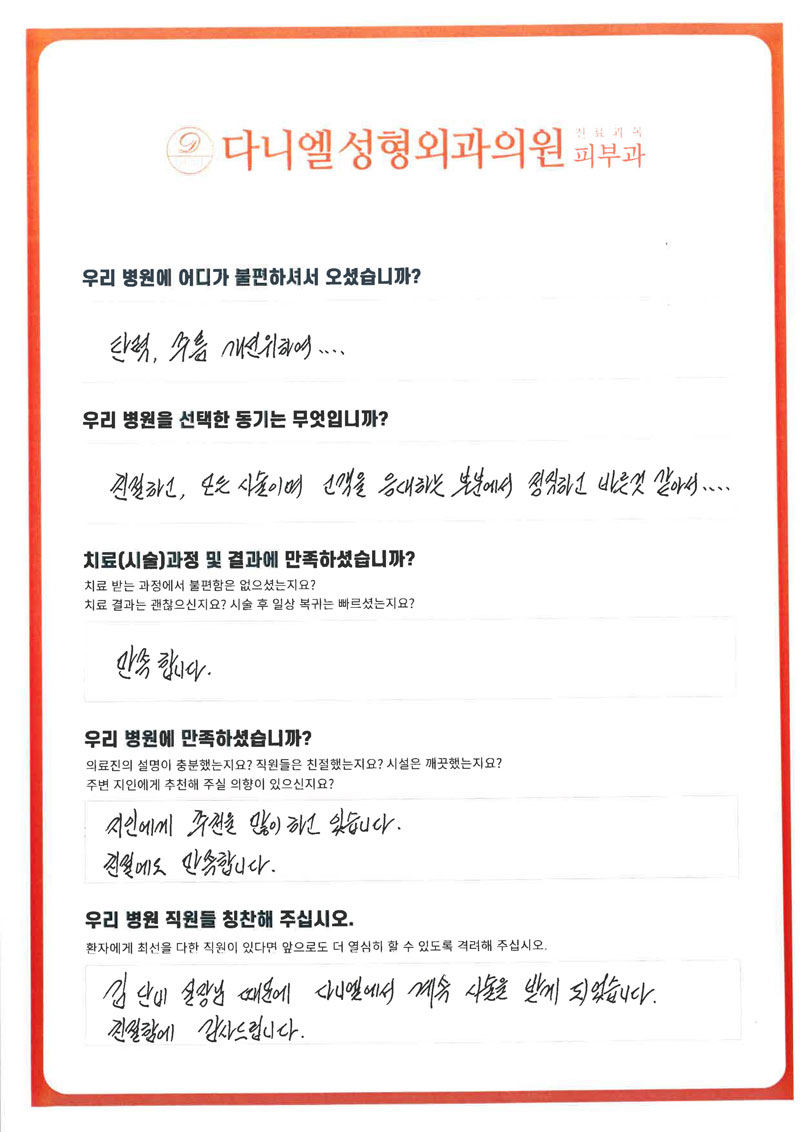 다니엘성형외과의원 진료과목 피부과
우리 병원에 어디가 불편하셔서 오셨습니까?
탄력, 주름 개선위하여....
우리 병원을 선택한 동기는 무엇입니까?
친절하고, 모든 시술이며 고객을 응대하는 부분에서 정직하고 바른것 같아서....
치료(시술)과정 및 결과에 만족하셨습니까?
치료 받는 과정에서 불편함은 없으셨는지요?
치료 결과는 괜찮으신지요? 시술 후 일상 복귀는 빠르셨는지요?
만족합니다.
우리 병원에 만족하셨습니까?
의료진의 설명이 충분했는지요? 직원들은 친절했는지요? 시설은 깨끗했는지요?
주변 지인에게 추천해 주실 의향이 있으신지요?
지인에게 추천을 많이 하고 있습니다.
친절에도 만족합니다.
우리 병원 직원들 칭찬해 주십시오.
환자에게 최선을 다한 직원이 있다면 앞으로도 더 열심히 할 수 있도록 격려해 주십시오.
김단비 실장님 때문에 다니엘에서 계속 시술을 받게 되었습니다.
친절함에 감사드립니다.